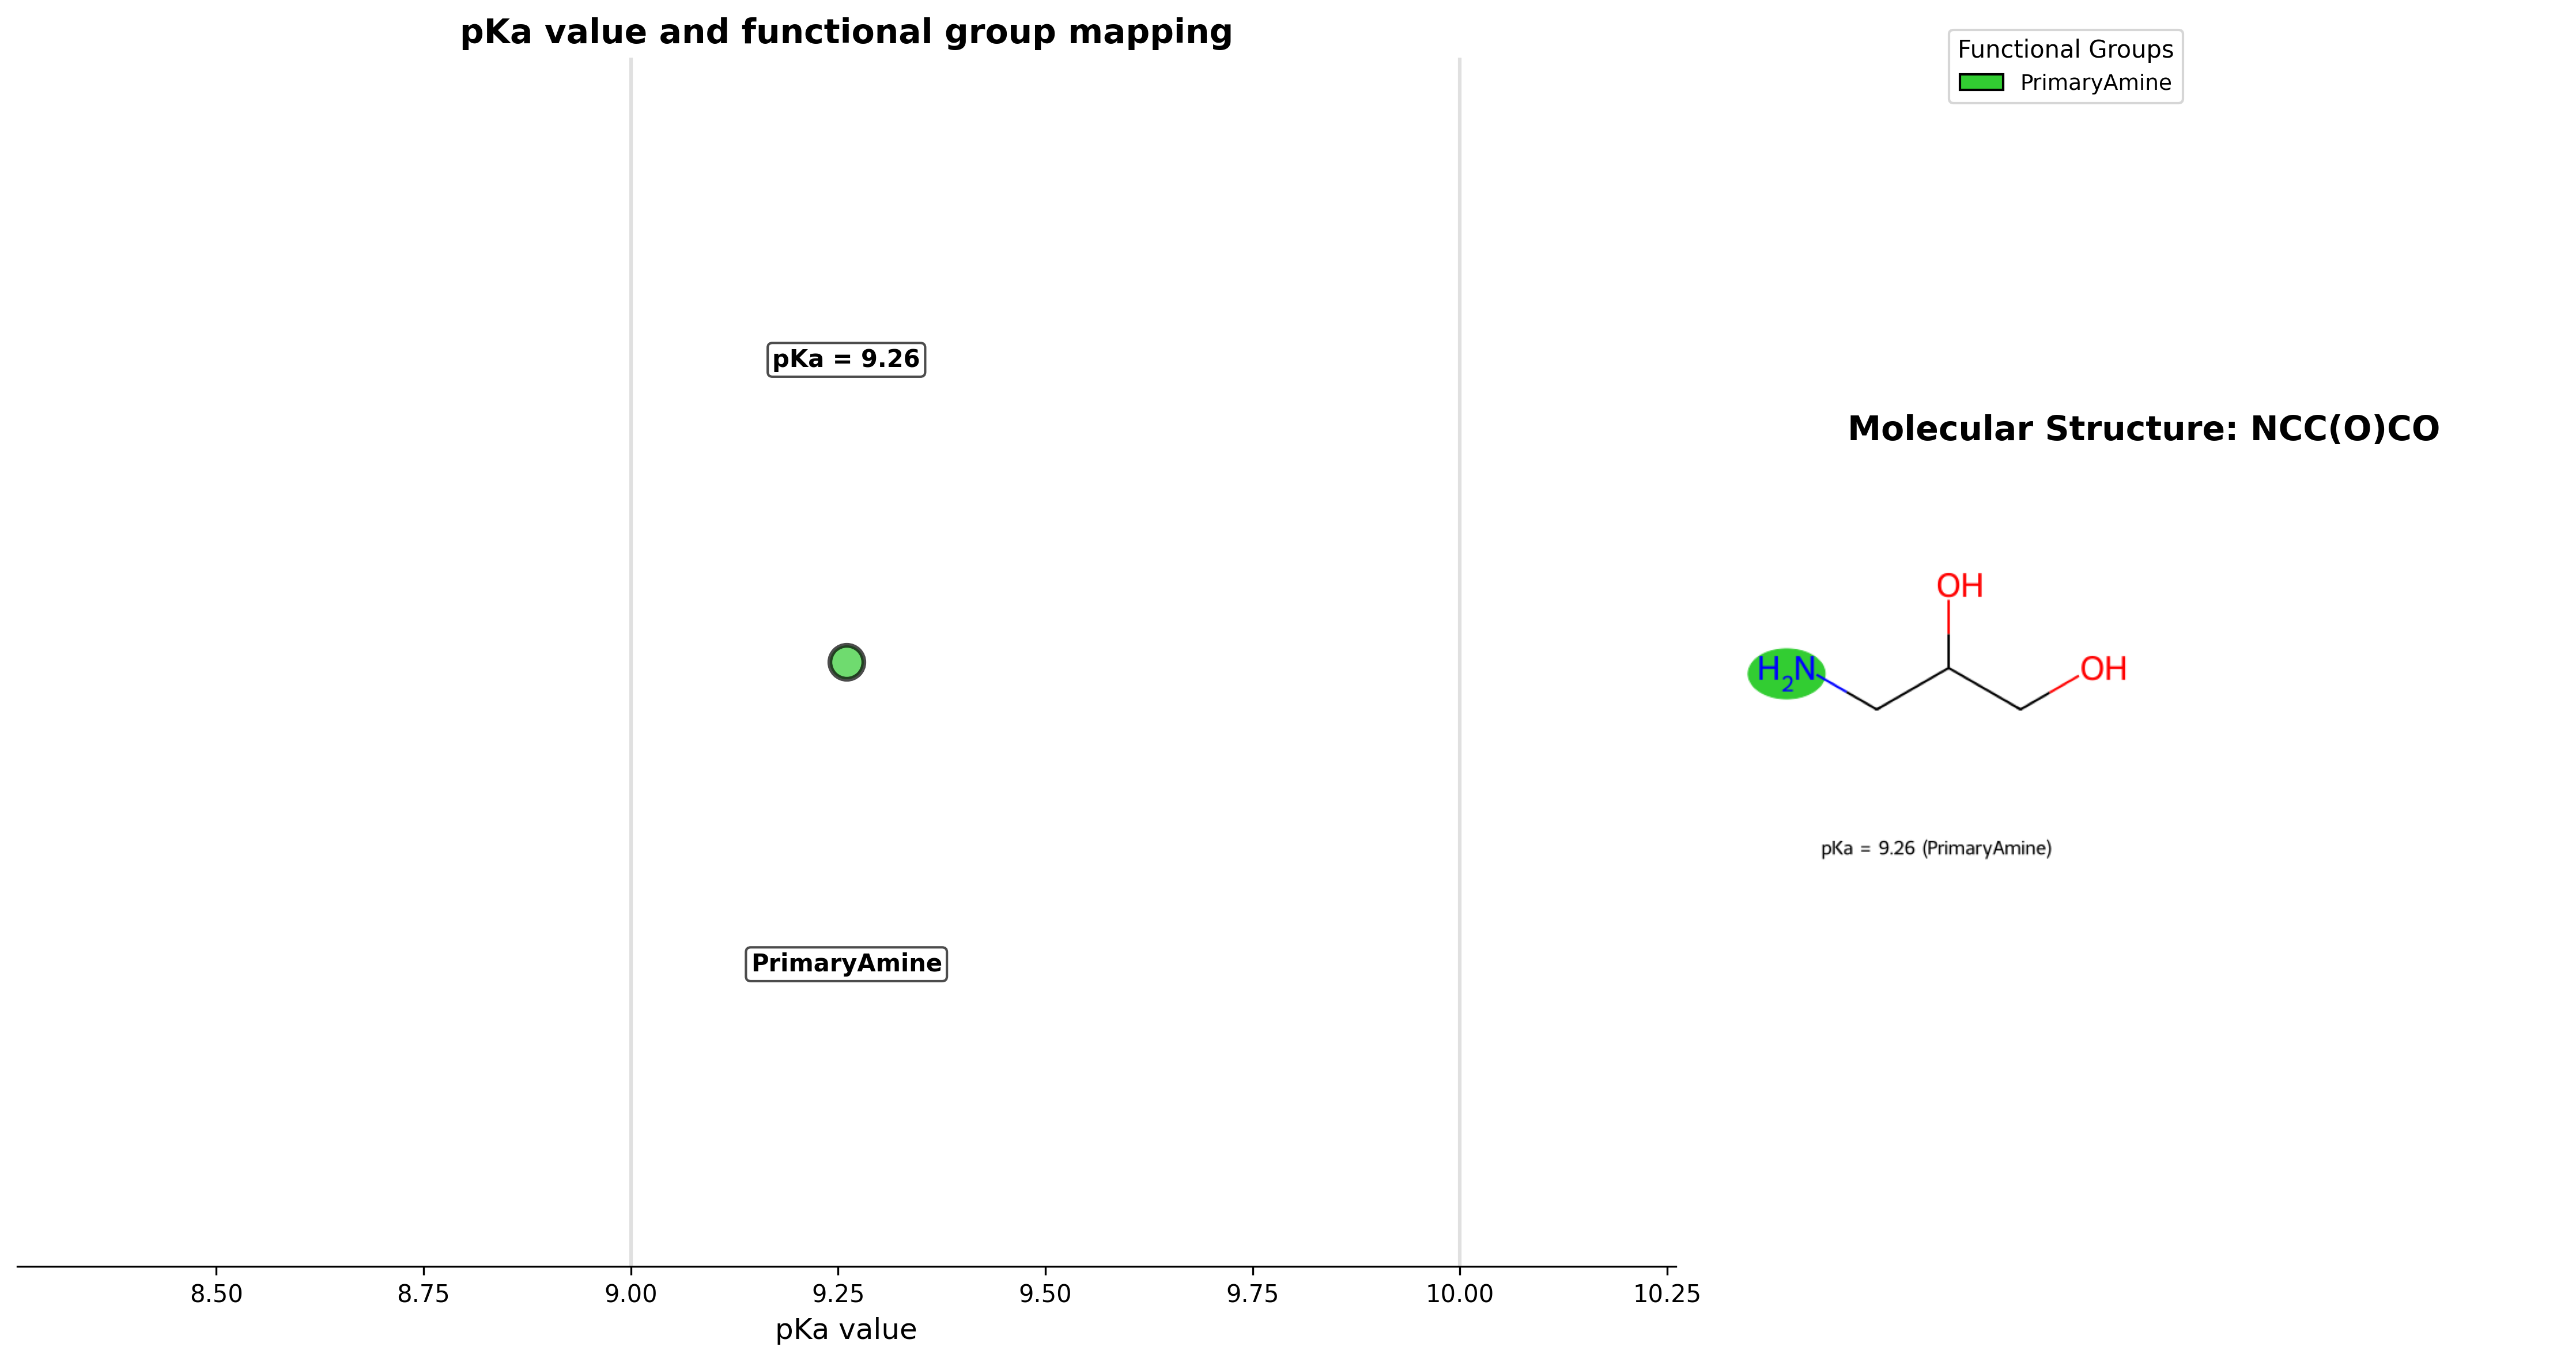 pKa value and functional group mapping
Functional Groups
PrimaryAmine
pKa = 9.26
PrimaryAmine
8.50 8.75 9.00 9.25 9.50 9.75 10.00 10.25
pKa value
Molecular Structure: NCC(O)CO
OH
H₂N
OH
pKa = 9.26 (PrimaryAmine)